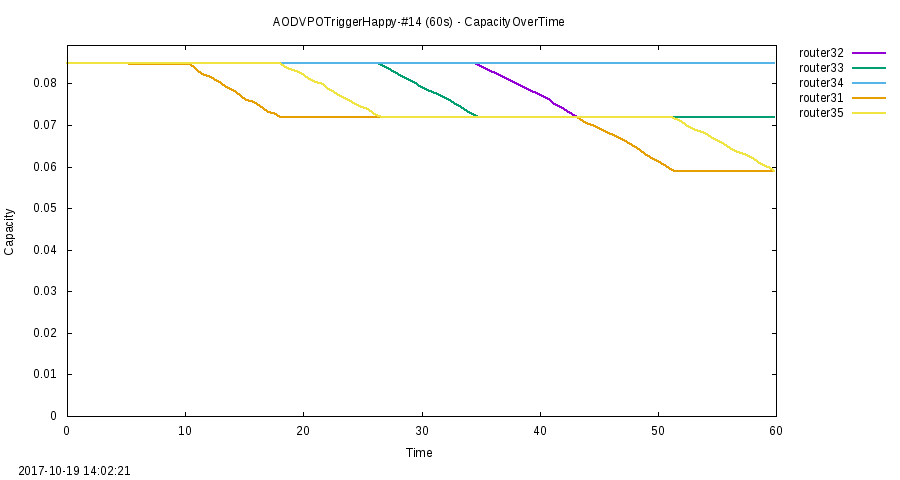 AODVPOTriggerHappy-#14 (60s) - CapacityOverTime
router32
router33
router34
router31
router35
0.08
0.07
0.06
0.05
0.04
0.03
0.02
0.01
0
Capacity
0 10 20 30 40 50 60
Time
2017-10-19 14:02:21